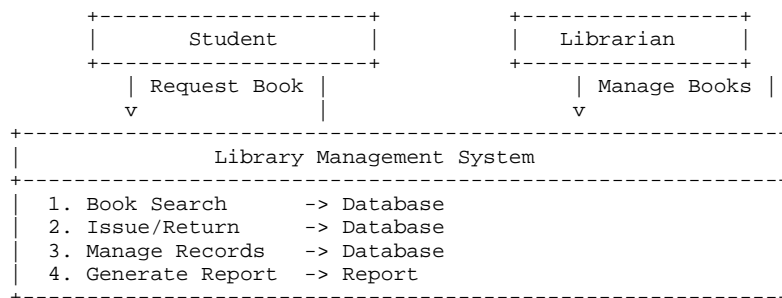 Student Librarian
Request Book Manage Books
Library Management System
1. Book Search -> Database
2. Issue/Return -> Database
3. Manage Records -> Database
4. Generate Report -> Report